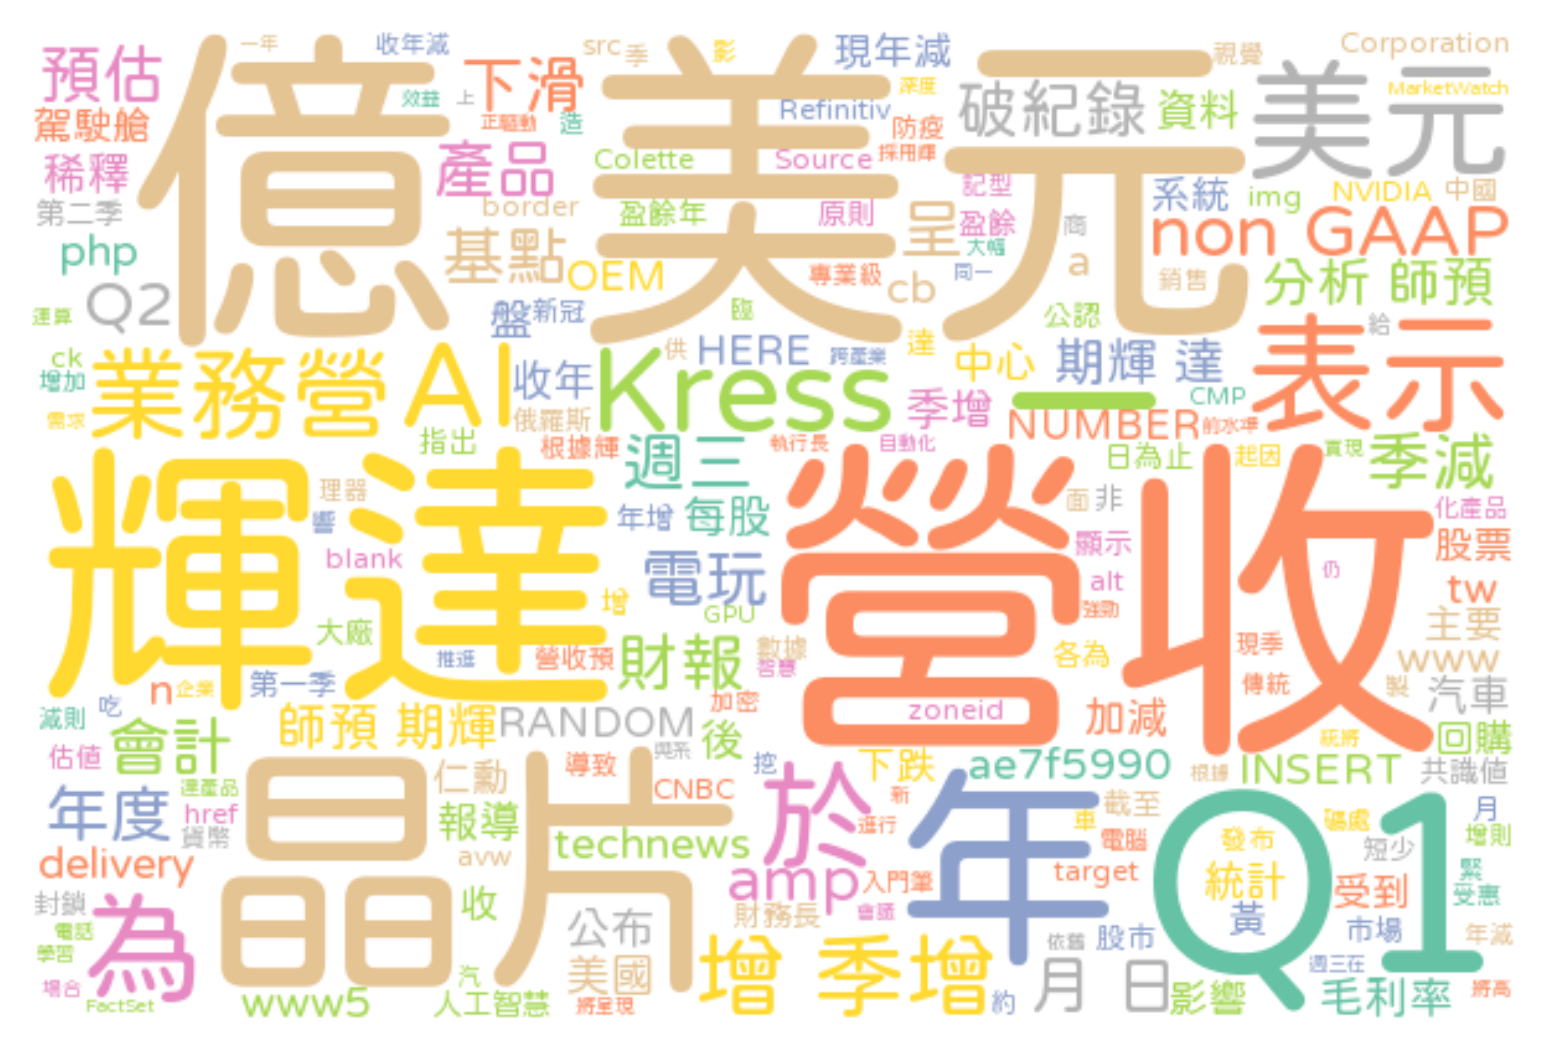 一年
收年減
src
季
影
現年減
視覺
Corporation
預估
億美元
下滑
效益
上
深度
破紀錄
資料
美元
MarketWatch
駕駛艙
正驅動
造
Refinitiv
防疫
稀釋
產品
Colette
Source
採用輝
記型
系統
img
NVIDIA
中國
第二季
border
盈餘年
原則
呈
盈餘
商
non GAAP
php
基點
OEM
專業級
大幅
同一
a
銷售
分析 師預
Q2
cb
運算
盤
新冠
臨
公認
給
表示
ck
業務營
AI
收年
Kress
供
HERE
跨產業
達
中心
一
期輝 達
增加
CMP
需求
俄羅斯
季增
NUMBER
前水準
指出
根據輝
週三
執行長
自動化
日為止
起因
實現
季減
輝達
理器
營收
面
非
響
年增
每股
化產品
blank
電玩
顯示
股票
仍
alt
tw
增
GPU
強勁
大廠
主要
推進
營收預
財報
數據
智慧
各為
現季
www
n
企業
第一季
傳統
製
汽車
吃
加密
zoneid
減則
會計
師預 期輝
RANDOM
後
加減
統將
回購
估值
與系
挖
下跌
ae7f5990
根據
INSERT
共識值
晶片
仁勳
導致
達產品
年度
href
CNBC
於
新
年
截至
Q1
月
貨幣
報導
進行
車
電腦
發布
碼處
增則
delivery
avw
technews
短少
amp
入門筆
target
統計
受到
緊
受惠
封鎖
為
收
公布
財務長
會議
黃
電話
依舊
股市
市場
年減
學習
增 季增
週三在
場合
汽
美國
月 日
將高
FactSet
www5
人工智慧
將呈現
約
影響
毛利率